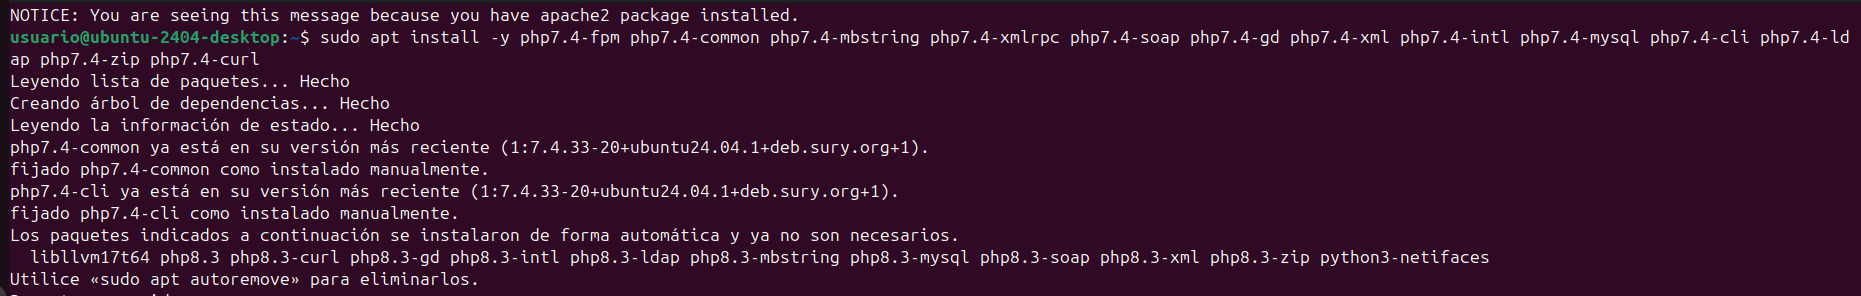 NOTICE: You are seeing this message because you have apache2 package installed.
usuario@ubuntu-2404-desktop:~$ sudo apt install -y php7.4-fpm php7.4-common php7.4-mbstring php7.4-xmlrpc php7.4-soap php7.4-gd php7.4-xml php7.4-intl php7.4-mysql php7.4-cli php7.4-ld
ap php7.4-zip php7.4-curl
Leyendo lista de paquetes... Hecho
Creando árbol de dependencias... Hecho
Leyendo la información de estado... Hecho
php7.4-common ya está en su versión más reciente (1:7.4.33-20+ubuntu24.04.1+deb.sury.org+1).
fijado php7.4-common como instalado manualmente.
php7.4-cli ya está en su versión más reciente (1:7.4.33-20+ubuntu24.04.1+deb.sury.org+1).
fijado php7.4-cli como instalado manualmente.
Los paquetes indicados a continuación se instalaron de forma automática y ya no son necesarios.
  libllvm17t64 php8.3 php8.3-curl php8.3-gd php8.3-intl php8.3-ldap php8.3-mbstring php8.3-mysql php8.3-soap php8.3-xml php8.3-zip python3-netifaces
Utilice «sudo apt autoremove» para eliminarlos.